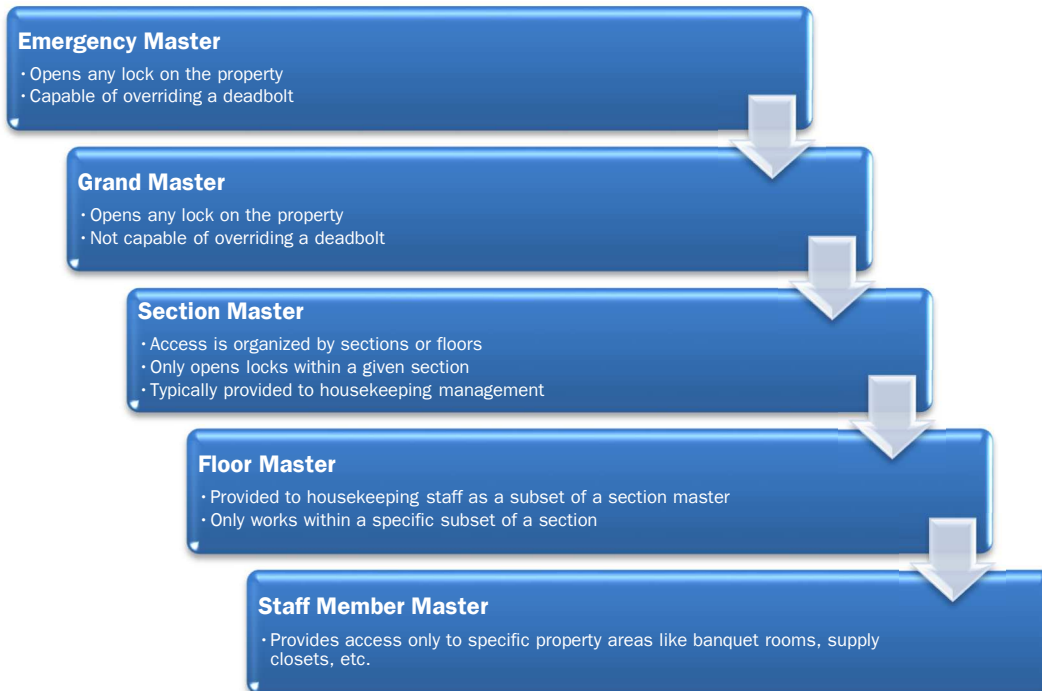 Emergency Master
· Opens any lock on the property
· Capable of overriding a deadbolt
Grand Master
· Opens any lock on the property
· Not capable of overriding a deadbolt
Section Master
· Access is organized by sections or floors
· Only opens locks within a given section
· Typically provided to housekeeping management
Floor Master
· Provided to housekeeping staff as a subset of a section master
· Only works within a specific subset of a section
Staff Member Master
· Provides access only to specific property areas like banquet rooms, supply
closets, etc.